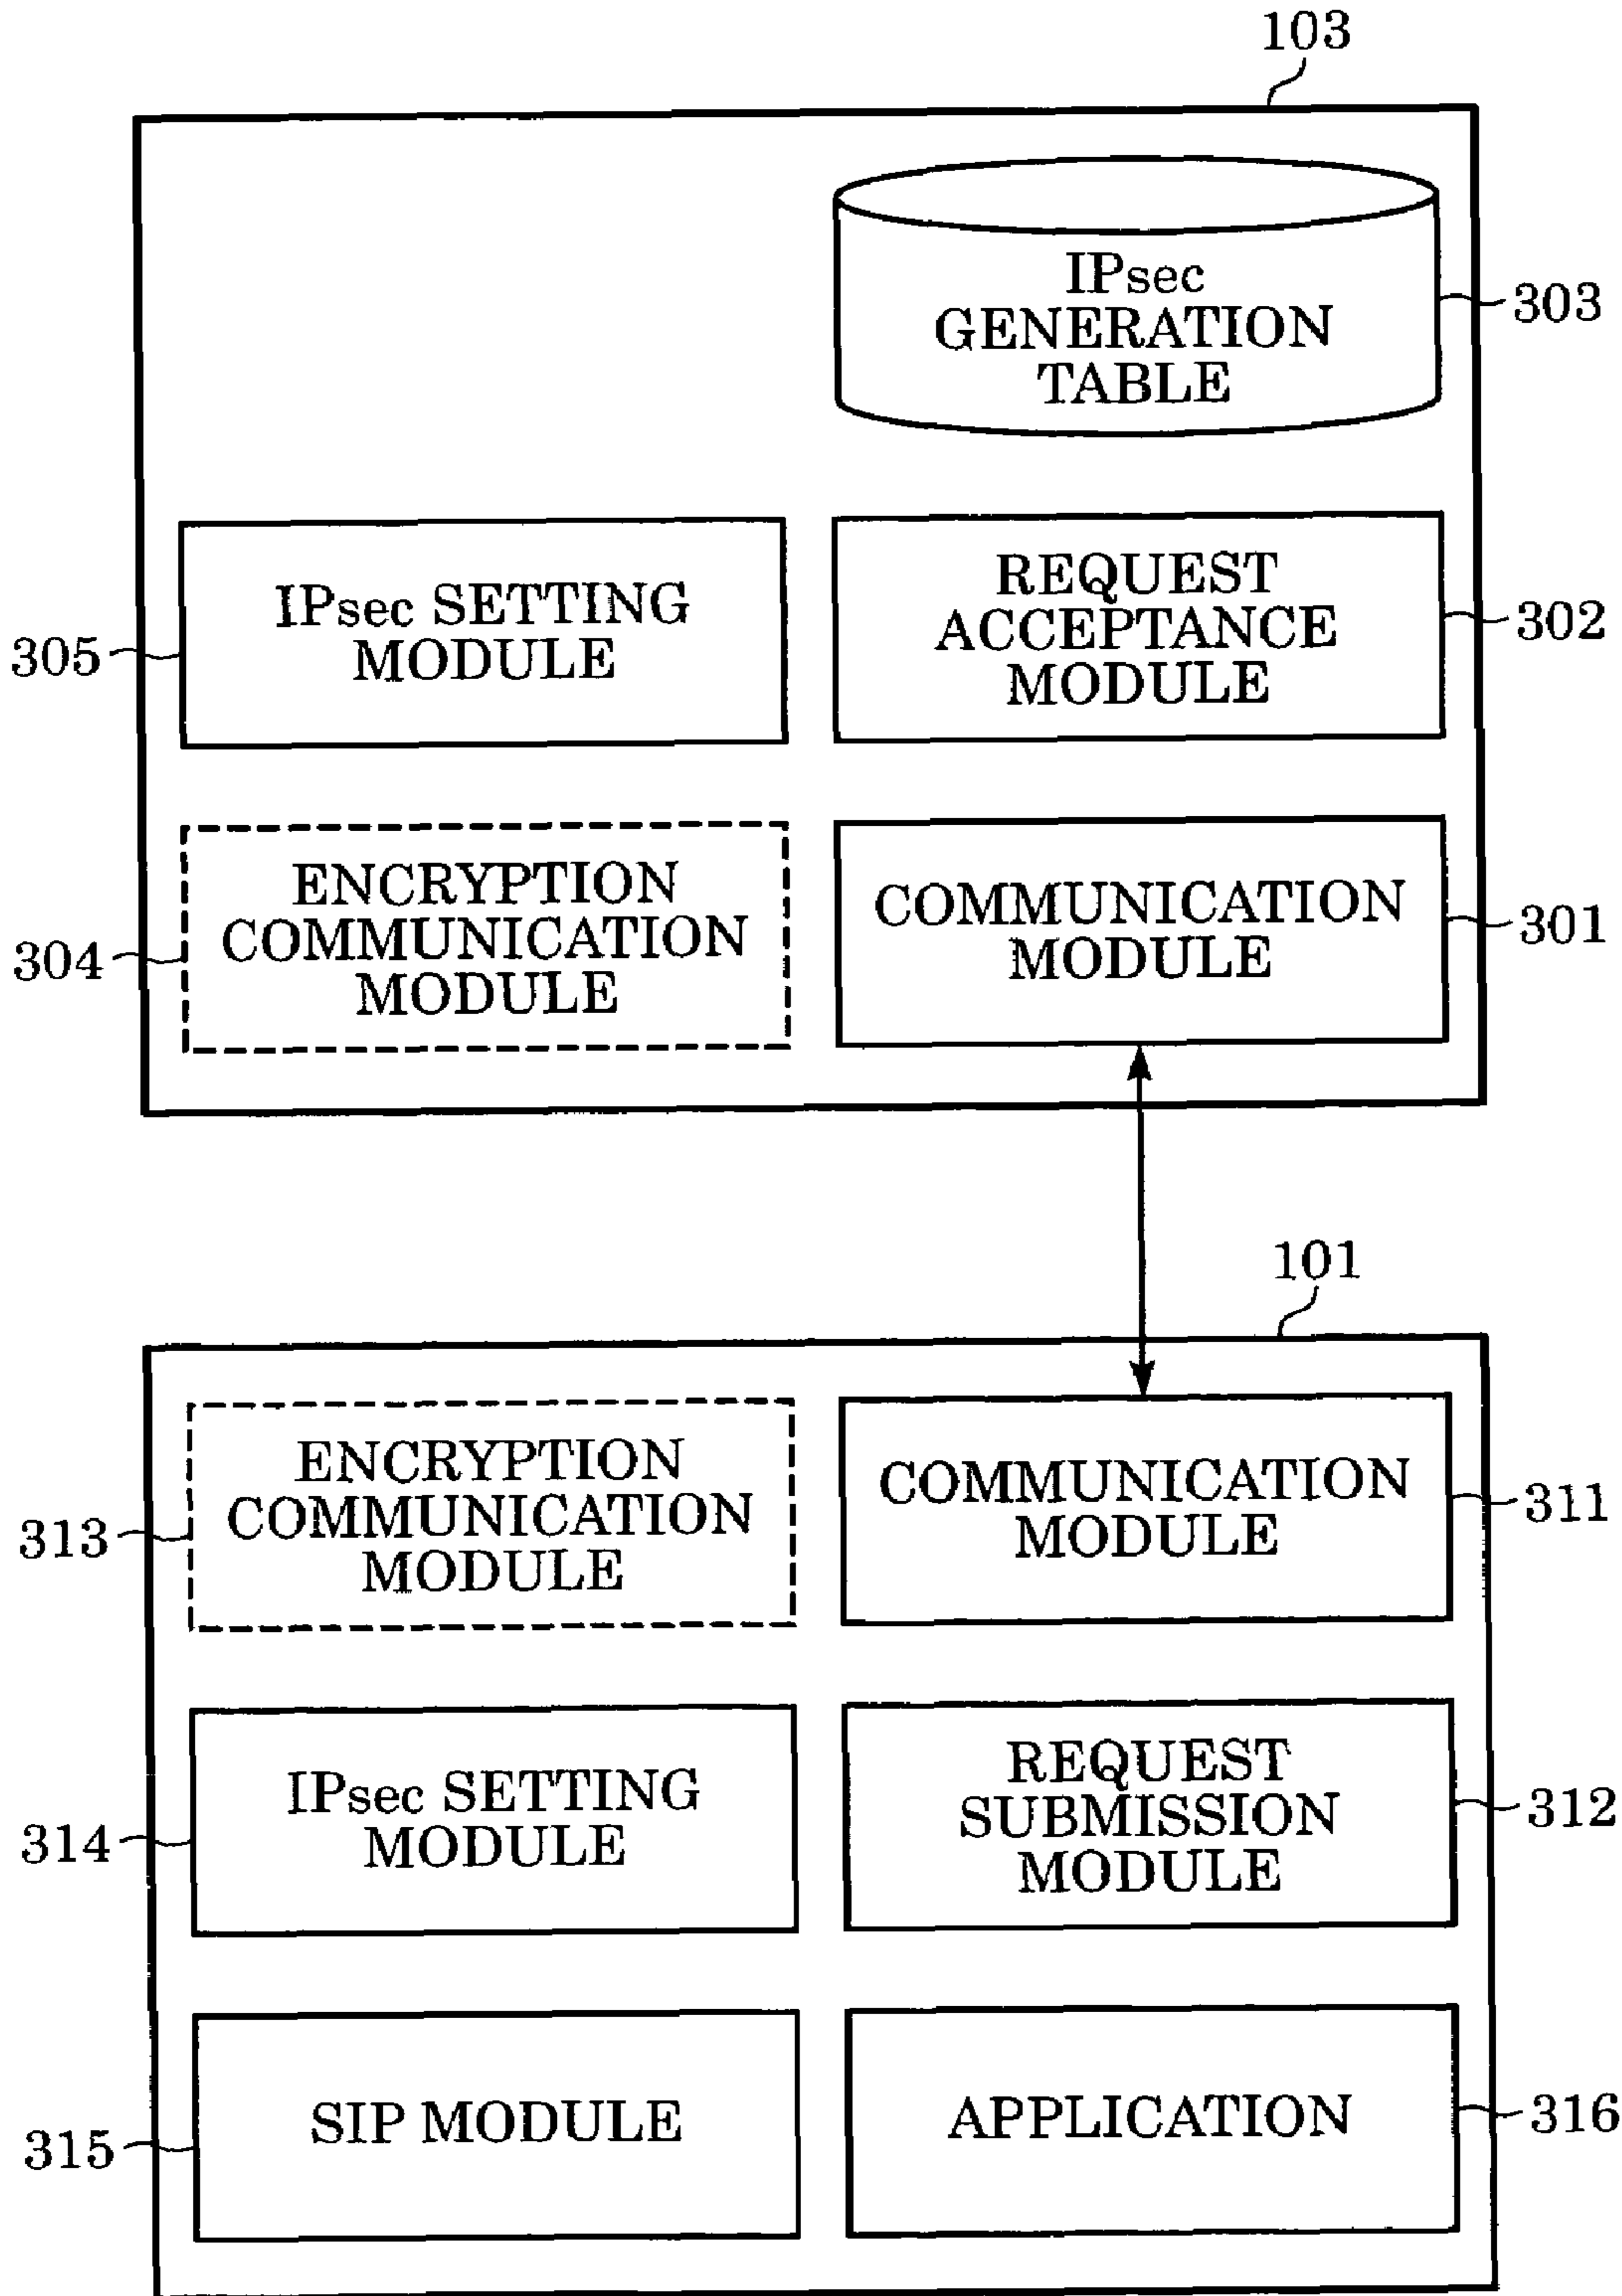 103
IPsec
GENERATION
TABLE
303
IPsec SETTING
MODULE
305
REQUEST
ACCEPTANCE
MODULE
302
ENCRYPTION
COMMUNICATION
MODULE
304
COMMUNICATION
MODULE
301
101
ENCRYPTION
COMMUNICATION
MODULE
313
COMMUNICATION
MODULE
311
IPsec SETTING
MODULE
314
REQUEST
SUBMISSION
MODULE
312
SIP MODULE
315
APPLICATION
316